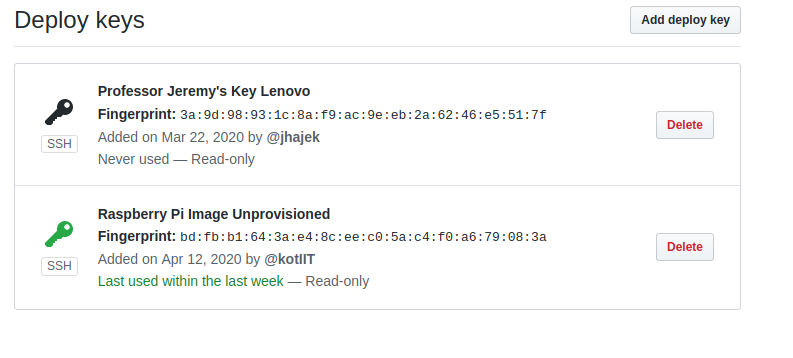 Deploy keys
Add deploy key
Professor Jeremy's Key Lenovo
Fingerprint: 3a:9d:98:93:1c:8a:f9:ac:9e:eb:2a:62:46:e5:51:7f
Added on Mar 22, 2020 by @jhajek
Never used — Read-only
SSH
Delete
Raspberry Pi Image Unprovisioned
Fingerprint: bd:fb:b1:64:3a:e4:8c:ee:c0:5a:c4:f0:a6:79:08:3a
Added on Apr 12, 2020 by @kotIIT
Last used within the last week — Read-only
SSH
Delete